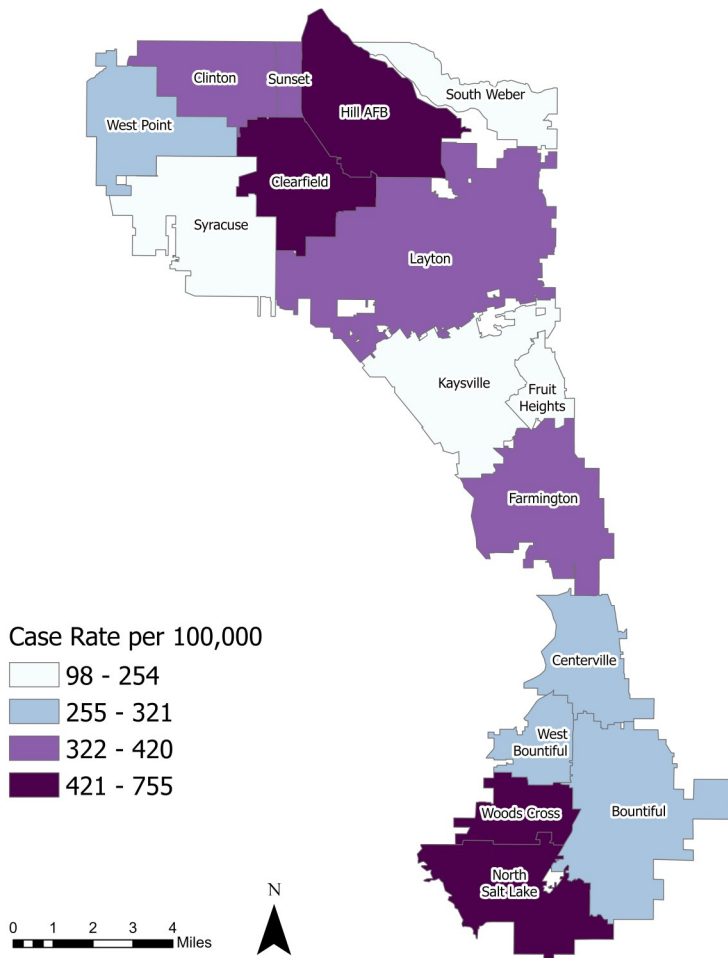 Clinton
Sunset
South Weber
Hill AFB
West Point
Clearfield
Syracuse
Layton
Kaysville
Fruit
Heights
Farmington
Case Rate per 100,000
98 - 254
255 - 321
322 - 420
421 - 755
Centerville
West
Bountiful
Bountiful
Woods Cross
North
Salt Lake
N
0 1 2 3 4
Miles